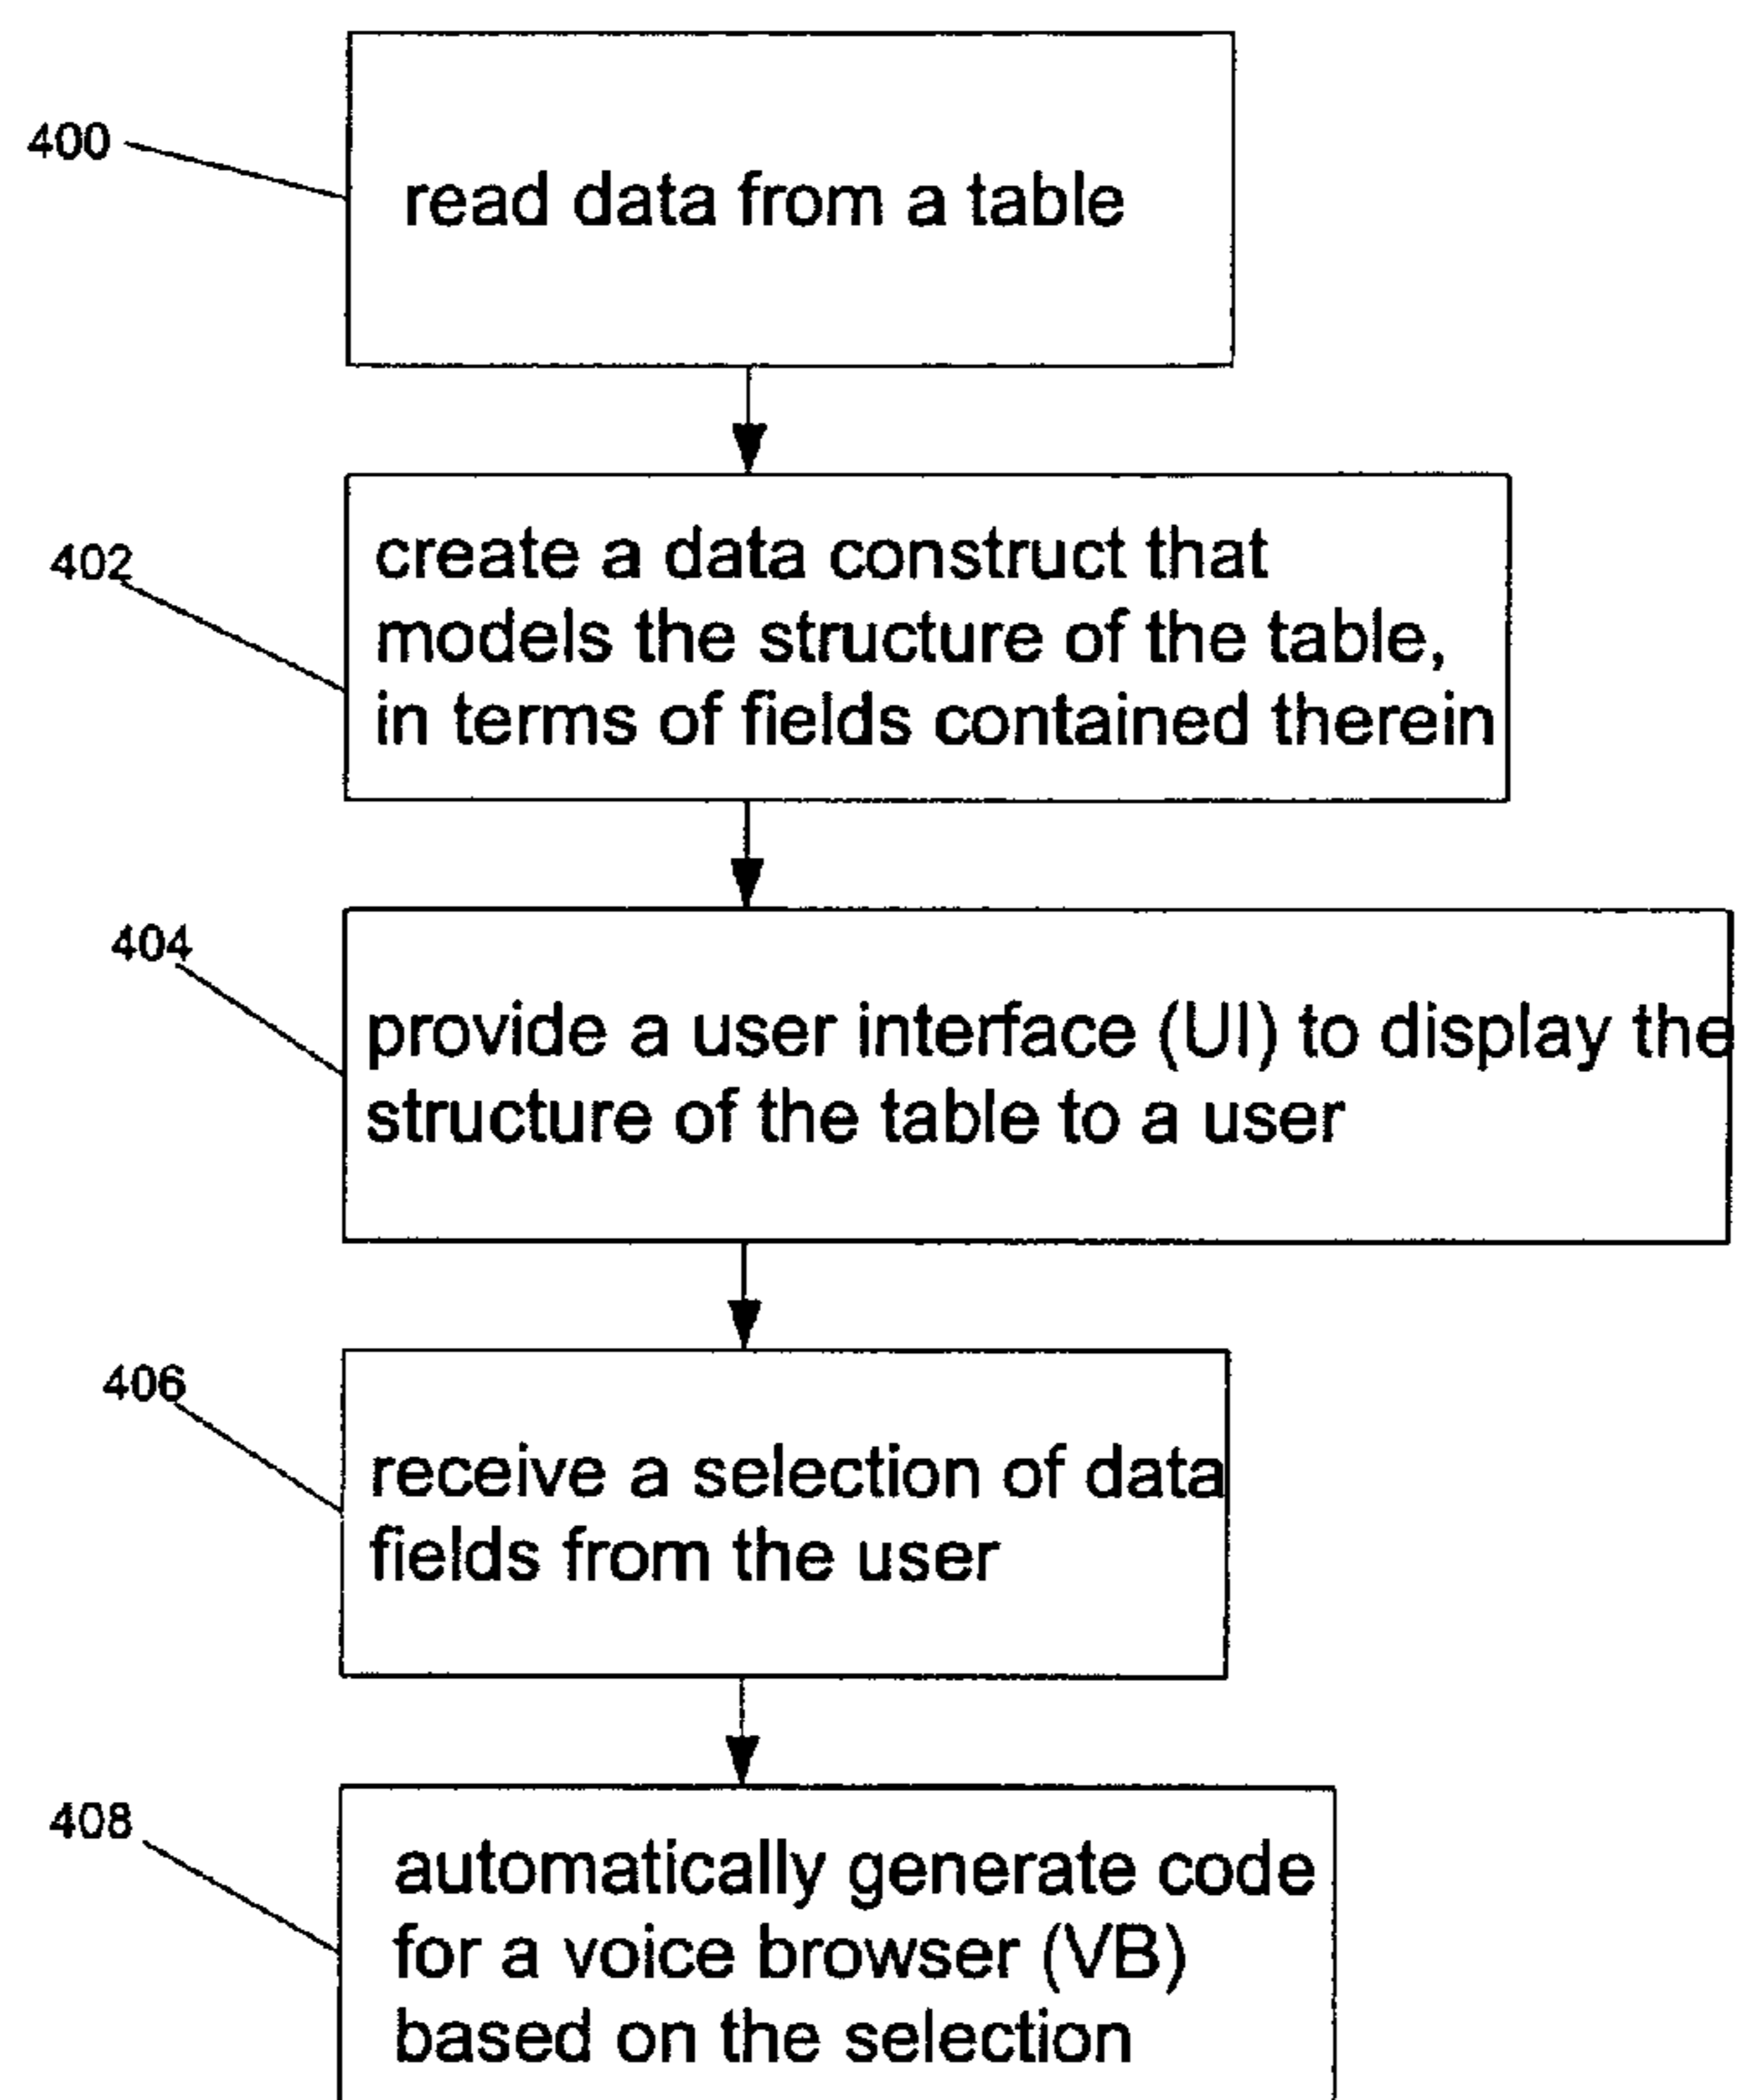 400
read data from a table
402
create a data construct that
models the structure of the table,
in terms of fields contained therein
404
provide a user interface (UI) to display the
structure of the table to a user
406
receive a selection of data
fields from the user
408
automatically generate code
for a voice browser (VB)
based on the selection